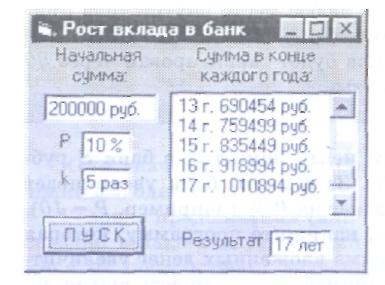 Рост вклада в банк
Начальная сумма:
200000 руб.
P 10 %
k 5 раз
ПУСК
Сумма в конце каждого года:
13 г. 690454 руб.
14 г. 759499 руб.
15 г. 835449 руб.
16 г. 918994 руб.
17 г. 1010894 руб.
Результат 17 лет